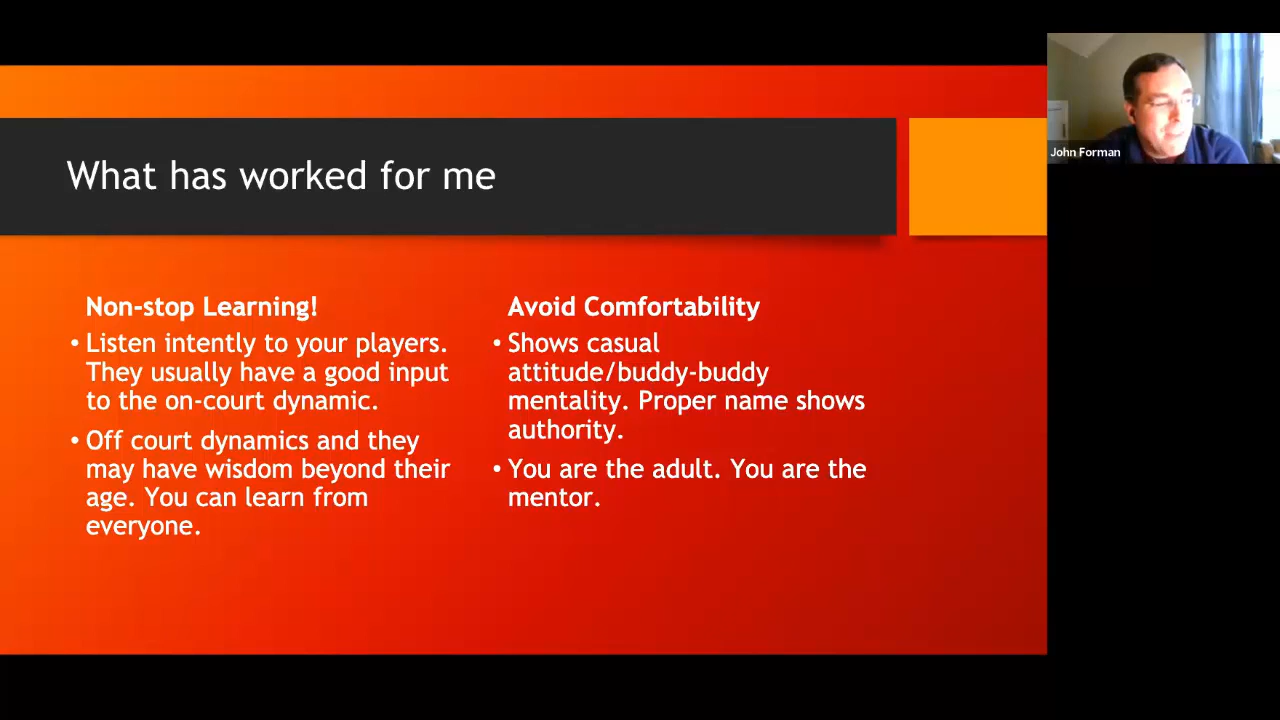 What has worked for me
Non-stop Learning!
• Listen intently to your players.
They usually have a good input
to the on-court dynamic.
• Off court dynamics and they
may have wisdom beyond their
age. You can learn from
everyone.
Avoid Comfortability
• Shows casual
attitude/buddy-buddy
mentality. Proper name shows
authority.
• You are the adult. You are the
mentor.
John Forman